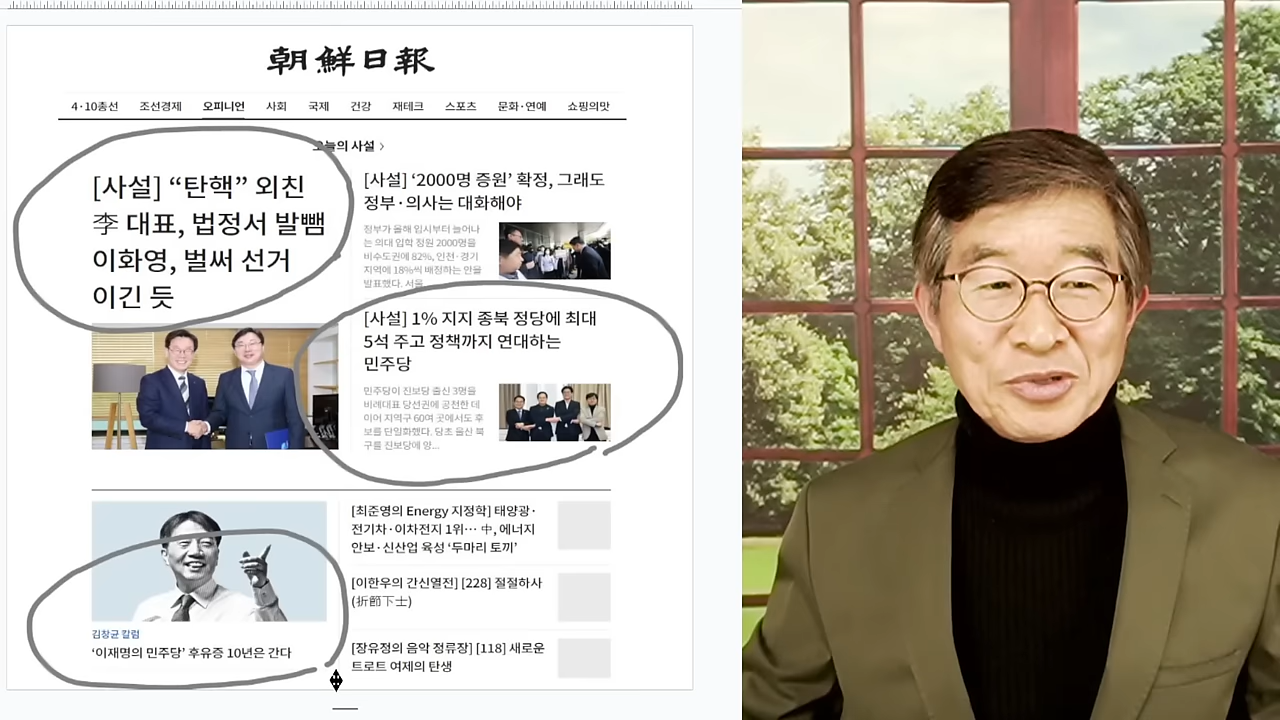 朝鮮日報
4·10총선 조선경제 오피니언 사회 국제 건강 재테크 스포츠 문화·연예 쇼핑의맛
오늘의 사설 >
[사설] “탄핵” 외친
李 대표, 법정서 발뺌
이화영, 벌써 선거
이긴 듯
[사설] ‘2000명 증원’ 확정, 그래도
정부·의사는 대화해야
정부가 올해 입시부터 늘어나
는 의대 입학 정원 2000명을
비수도권에 82%, 인천·경기
지역에 18%씩 배정하는 안을
발표했다. 서울
[사설] 1% 지지 종북 정당에 최대
5석 주고 정책까지 연대하는
민주당
민주당이 진보당 출신 3명을
비례대표 당선권에 공천한 데
이어 지역구 60여 곳에서도 후
보를 단일화했다. 당초 울산 북
구를 진보당에 양...
김창균 칼럼
‘이재명의 민주당’ 후유증 10년은 간다
[최준영의 Energy 지정학] 태양광·
전기차·이차전지 1위… 中, 에너지
안보·신산업 육성 ‘두마리 토끼’
[이한우의 간신열전] [228] 절절하사
(折節下士)
[장유정의 음악 정류장] [118] 새로운
트로트 여제의 탄생